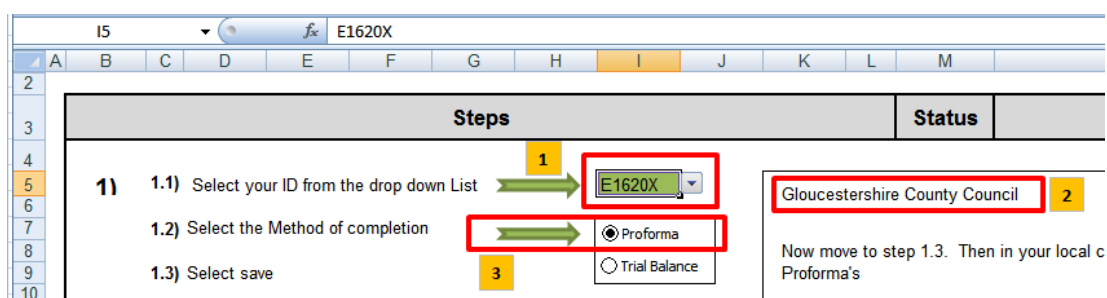 I5 fx E1620X
A B C D E F G H I J K L M
2
3 Steps Status
4 1
5 1) 1.1) Select your ID from the drop down List E1620X Gloucestershire County Council 2
6
7 1.2) Select the Method of completion Proforma
8 Now move to step 1.3. Then in your local c
9 1.3) Select save 3 Trial Balance Proforma's
10